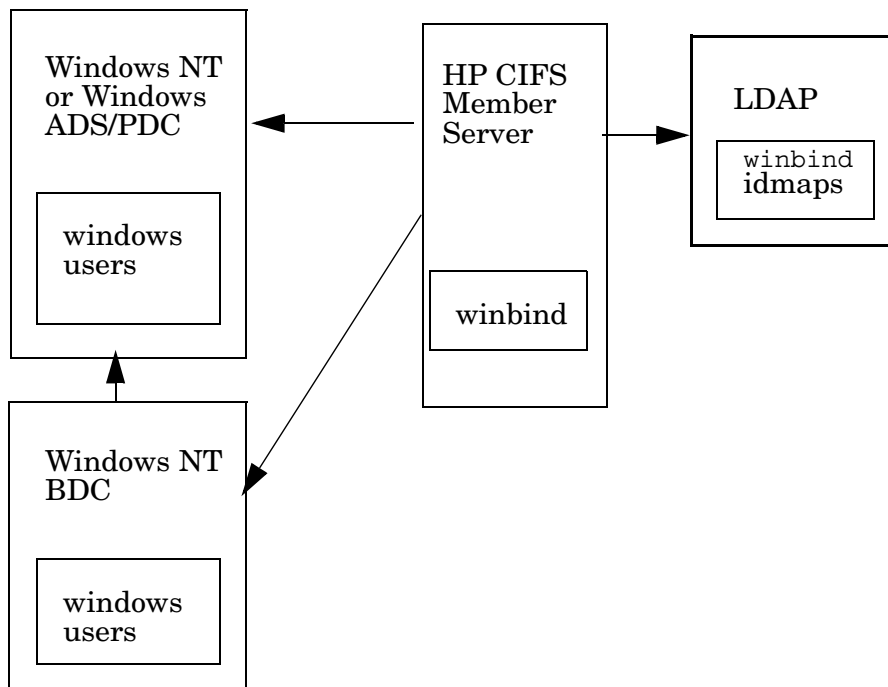 Windows NT
or Windows
ADS/PDC
windows
users
HP CIFS
Member
Server
winbind
LDAP
winbind
idmaps
Windows NT
BDC
windows
users